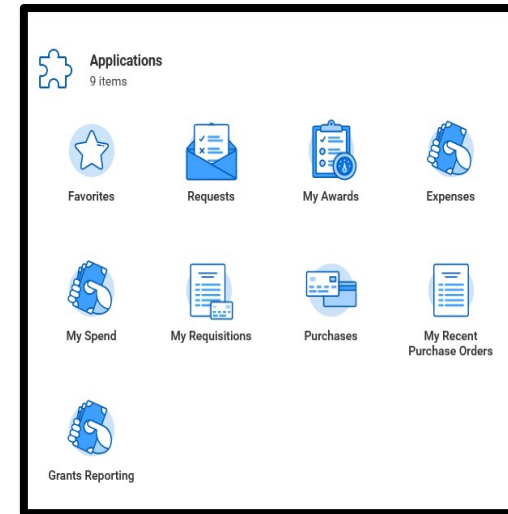 Applications
9 items
Favorites
Requests
My Awards
Expenses
My Spend
My Requisitions
Purchases
My Recent
Purchase Orders
Grants Reporting